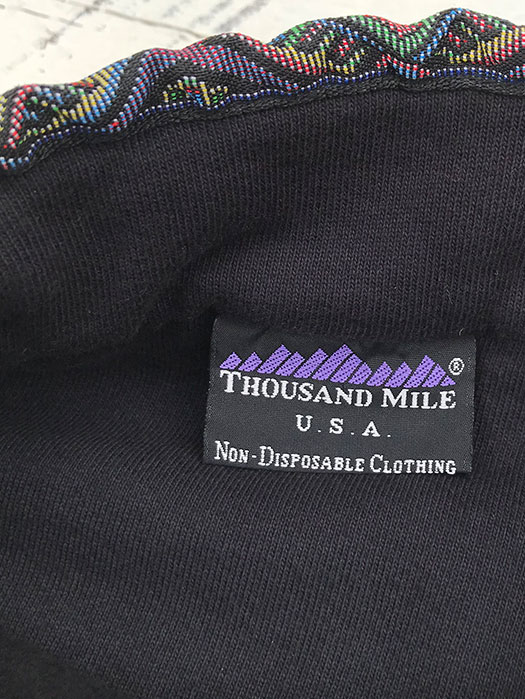 ®
THOUSAND MILE
U.S.A.
NON-DISPOSABLE CLOTHING